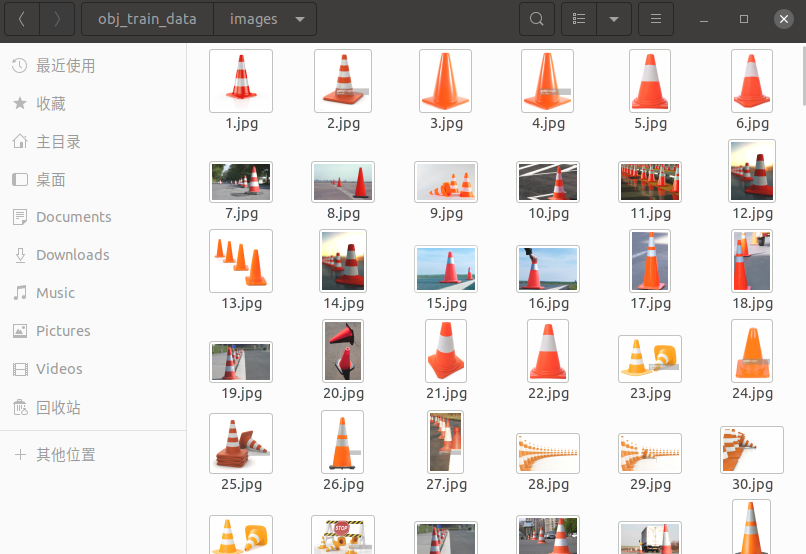 obj_train_data images
最近使用
收藏
主目录
桌面
Documents
Downloads
Music
Pictures
Videos
回收站
其他位置
1.jpg 2.jpg 3.jpg 4.jpg 5.jpg 6.jpg
7.jpg 8.jpg 9.jpg 10.jpg 11.jpg 12.jpg
13.jpg 14.jpg 15.jpg 16.jpg 17.jpg 18.jpg
19.jpg 20.jpg 21.jpg 22.jpg 23.jpg 24.jpg
25.jpg 26.jpg 27.jpg 28.jpg 29.jpg 30.jpg
STOP